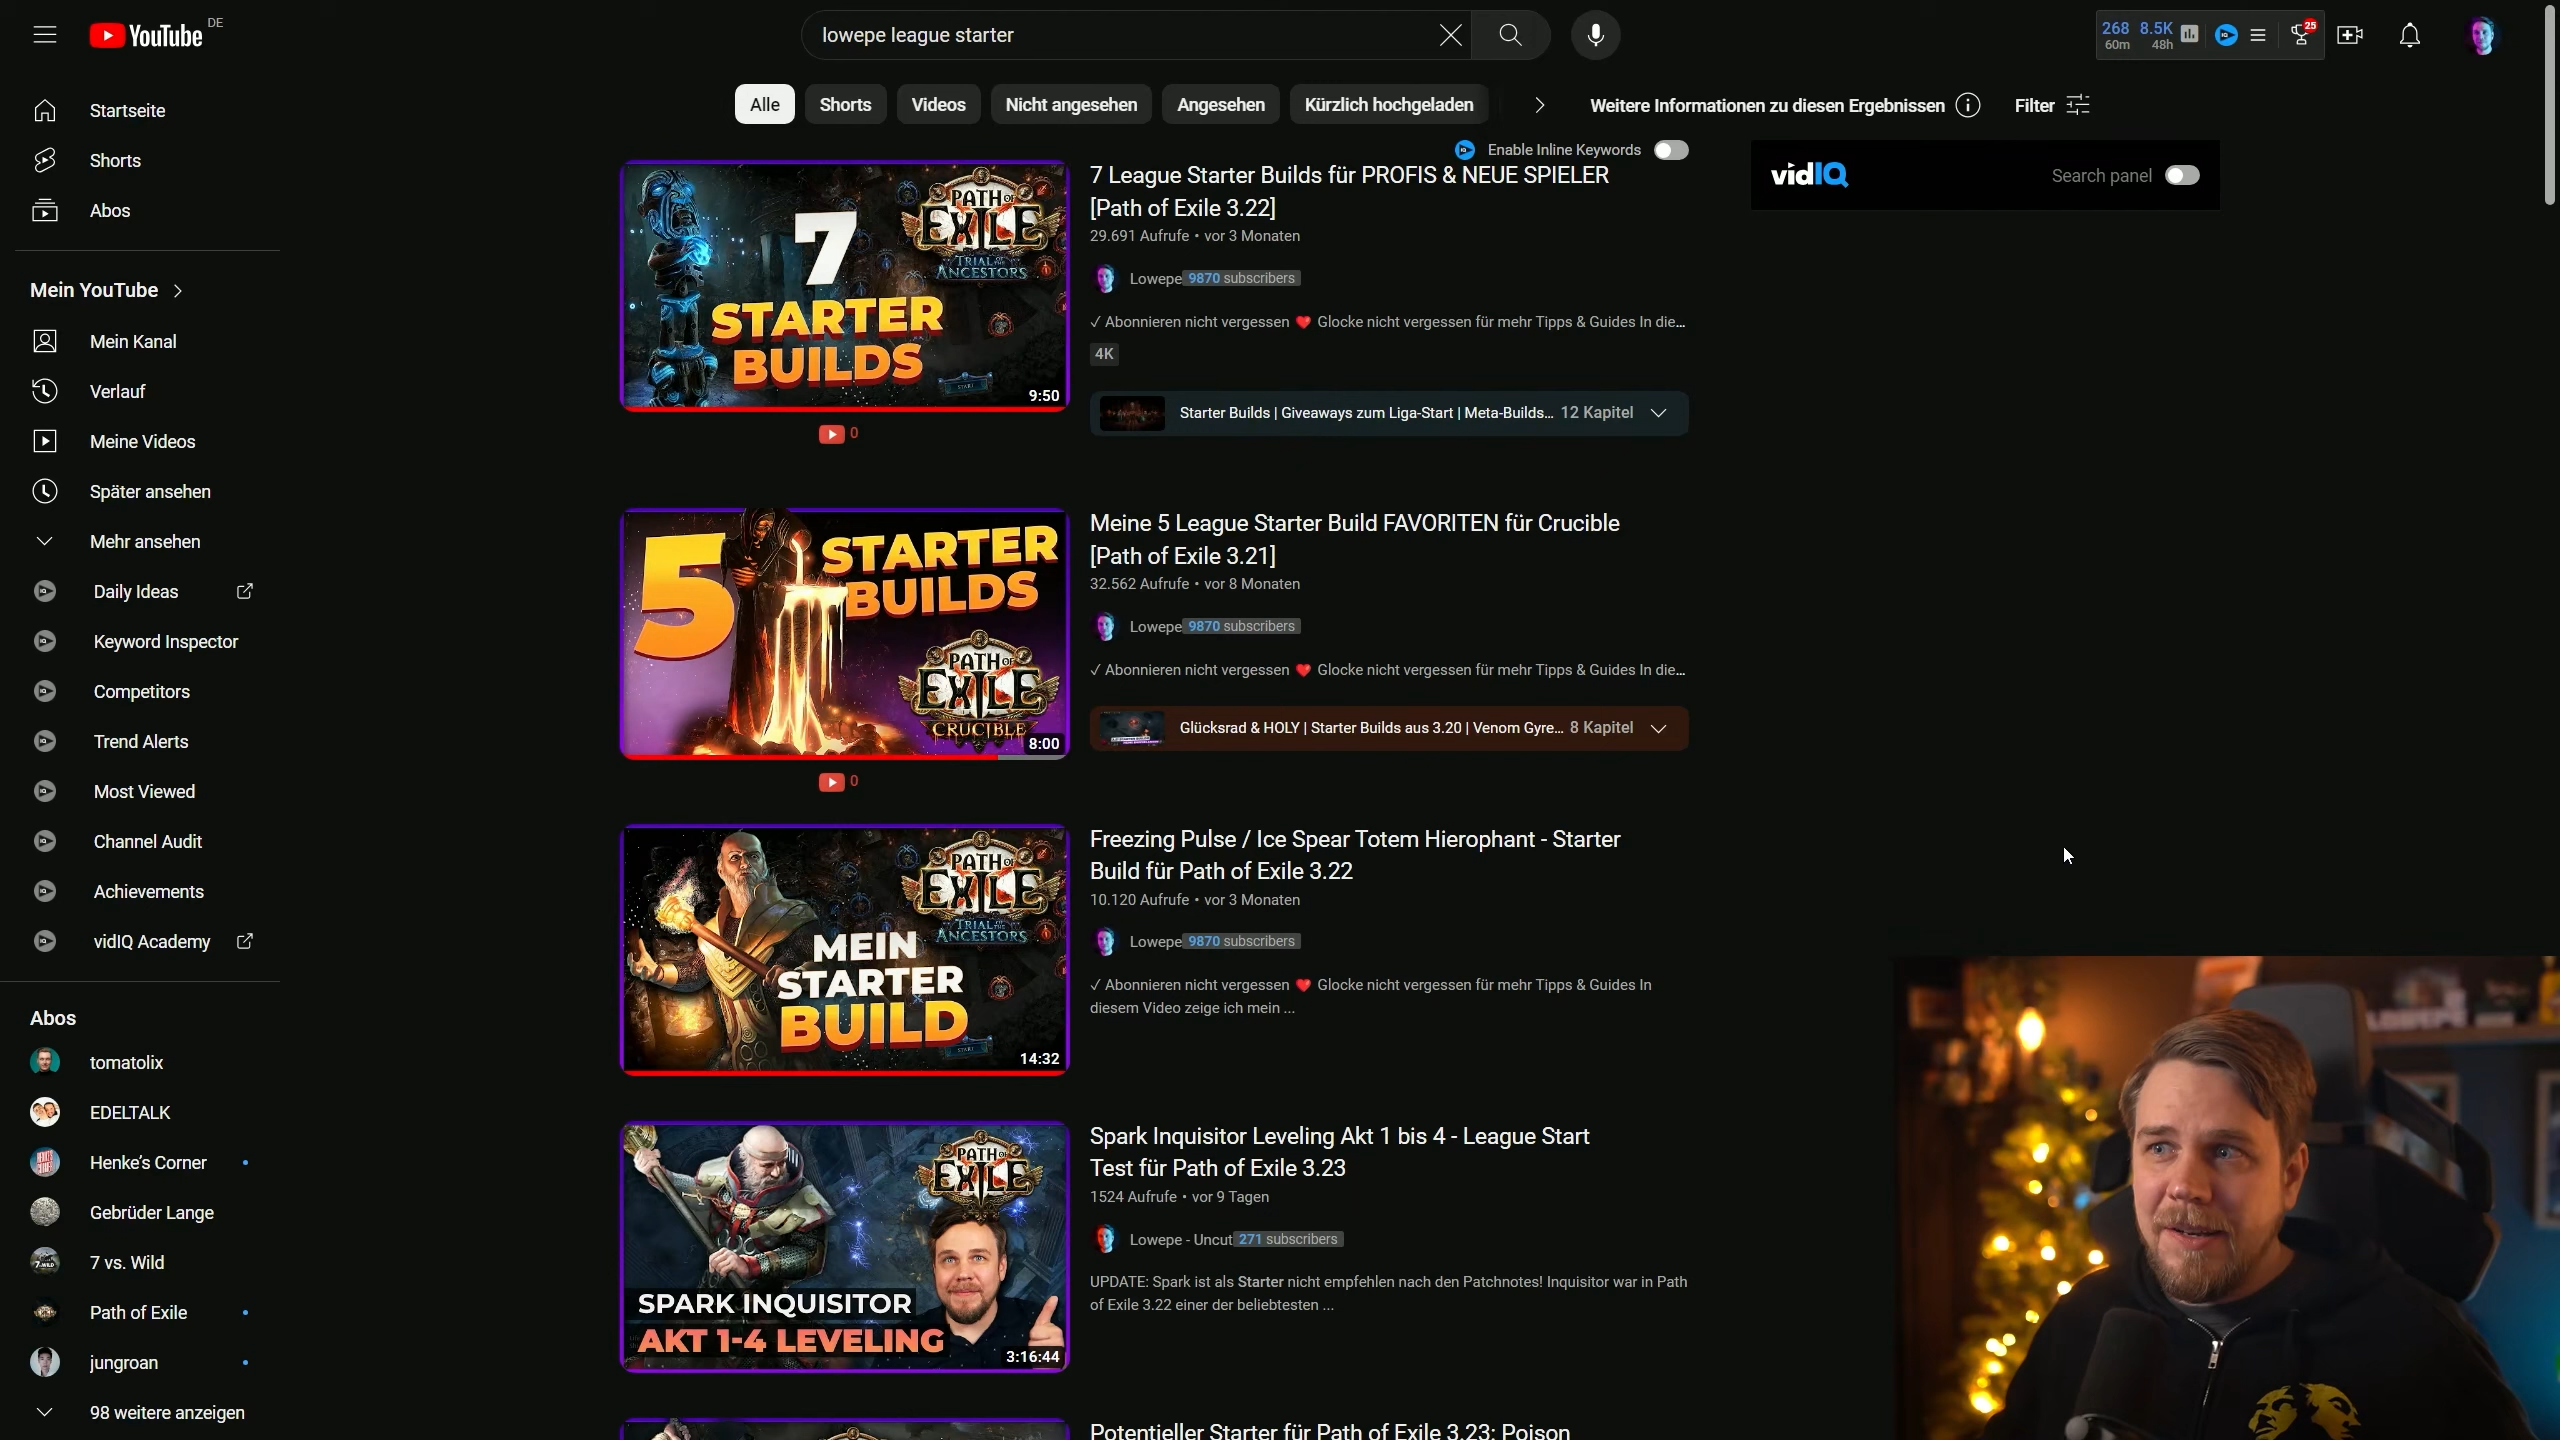 YouTube DE
lowepe league starter
268 8.5K
60m 48h
25
Alle Shorts Videos Nicht angesehen Angesehen Kürzlich hochgeladen
Weitere Informationen zu diesen Ergebnissen
Filter
Startseite
Shorts
Abos
Mein YouTube
Mein Kanal
Verlauf
Meine Videos
Später ansehen
Mehr ansehen
Daily Ideas
Keyword Inspector
Competitors
Trend Alerts
Most Viewed
Channel Audit
Achievements
vidIQ Academy
Abos
tomatolix
EDELTALK
Henke's Corner
Gebrüder Lange
7 vs. Wild
Path of Exile
jungroan
98 weitere anzeigen
Enable Inline Keywords
vidIQ
Search panel
7
STARTER
BUILDS
PATH OF
EXILE
TRIAL OF THE
ANCESTORS
START
9:50
0
7 League Starter Builds für PROFIS & NEUE SPIELER
[Path of Exile 3.22]
29.691 Aufrufe • vor 3 Monaten
Lowepe 9870 subscribers
✓ Abonnieren nicht vergessen ❤️ Glocke nicht vergessen für mehr Tipps & Guides In die...
4K
Starter Builds | Giveaways zum Liga-Start | Meta-Builds... 12 Kapitel
5
STARTER
BUILDS
PATH OF
EXILE
CRUCIBLE
8:00
0
Meine 5 League Starter Build FAVORITEN für Crucible
[Path of Exile 3.21]
32.562 Aufrufe • vor 8 Monaten
Lowepe 9870 subscribers
✓ Abonnieren nicht vergessen ❤️ Glocke nicht vergessen für mehr Tipps & Guides In die...
Glücksrad & HOLY | Starter Builds aus 3.20 | Venom Gyre... 8 Kapitel
PATH OF
EXILE
TRIAL OF THE
ANCESTORS
MEIN
STARTER
BUILD
START
14:32
Freezing Pulse / Ice Spear Totem Hierophant - Starter
Build für Path of Exile 3.22
10.120 Aufrufe • vor 3 Monaten
Lowepe 9870 subscribers
✓ Abonnieren nicht vergessen ❤️ Glocke nicht vergessen für mehr Tipps & Guides In
diesem Video zeige ich mein ...
PATH OF
EXILE
SPARK INQUISITOR
AKT 1-4 LEVELING
3:16:44
Spark Inquisitor Leveling Akt 1 bis 4 - League Start
Test für Path of Exile 3.23
1524 Aufrufe • vor 9 Tagen
Lowepe - Uncut 271 subscribers
UPDATE: Spark ist als Starter nicht empfehlen nach den Patchnotes! Inquisitor war in Path
of Exile 3.22 einer der beliebtesten ...
Potentieller Starter für Path of Exile 3.23: Poison